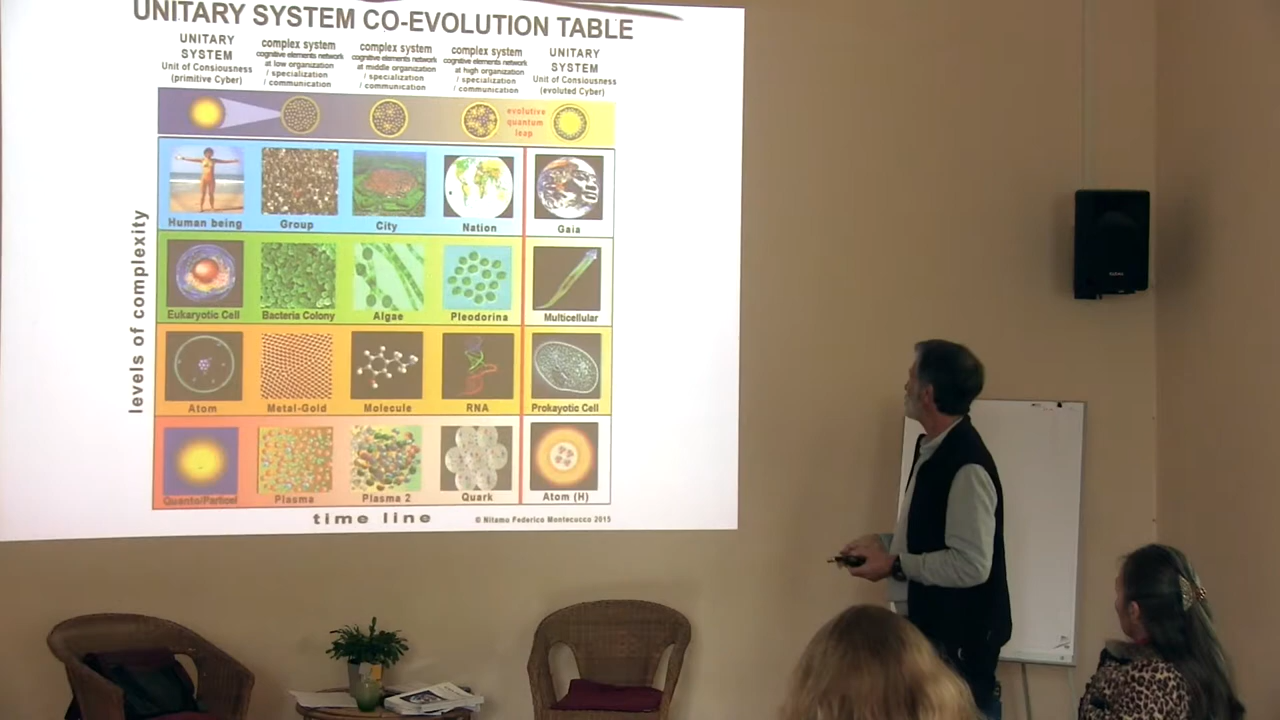 UNITARY SYSTEM CO-EVOLUTION TABLE
UNITARY
SYSTEM
Unit of Consiousness
(primitive Cyber)
complex system
cognitive elements network
at low organization
/ specialization
/ communication
complex system
cognitive elements network
at middle organization
/ specialization
/ communication
complex system
cognitive elements network
at high organization
/ specialization
/ communication
UNITARY
SYSTEM
Unit of Consiousness
(evoluted Cyber)
evolutive
quantum
leap
levels of complexity
Human being
Group
City
Nation
Gaia
Eukaryotic Cell
Bacteria Colony
Algae
Pleodorina
Multicellular
Atom
Metal-Gold
Molecule
RNA
Prokayotic Cell
Quanto/Particel
Plasma
Plasma 2
Quark
Atom (H)
time line
© Nitamo Federico Montecucco 2015